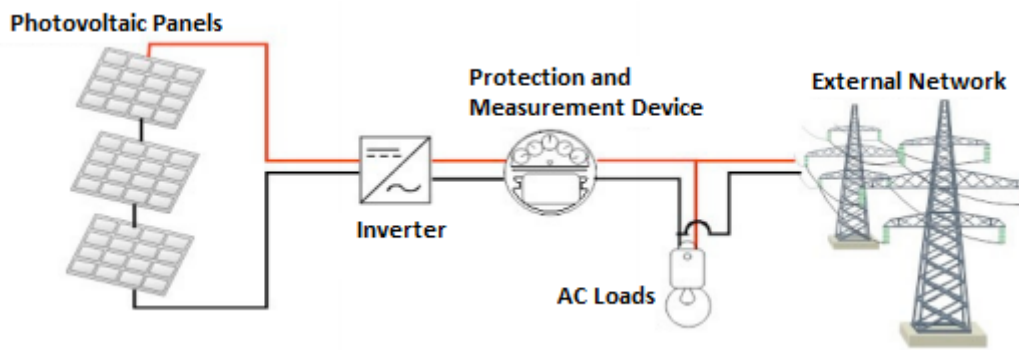 Photovoltaic Panels
Protection and
Measurement Device
External Network
Inverter
AC Loads